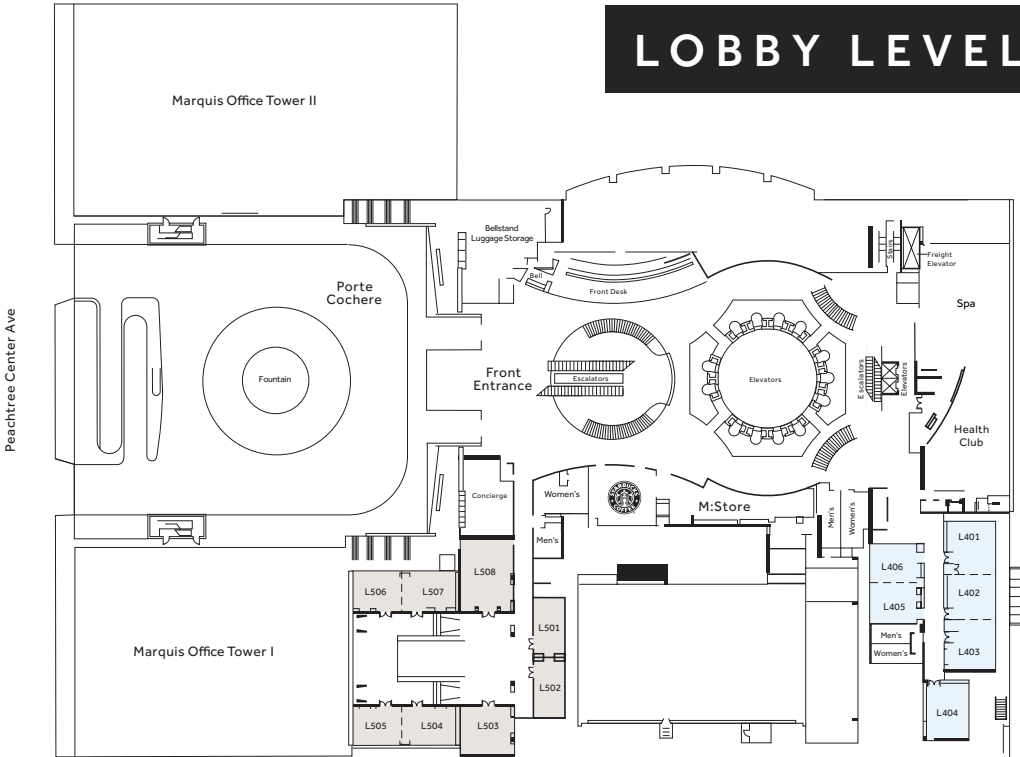 LOBBY LEVEL
Marquis Office Tower II
Bellstand
Luggage Storage
Bell
Front Desk
Stairs
Freight
Elevator
Spa
Porte
Cochere
Peachtree Center Ave
Fountain
Front
Entrance
Escalators
Elevators
Escalators
Elevators
Health
Club
Concierge
Women's
STARBUCKS
COFFEE
M:Store
Men's
Women's
Men's
L401
L406
L402
L405
L403
Men's
Women's
L404
L508
L506
L507
L501
L502
L505
L504
L503
Marquis Office Tower I